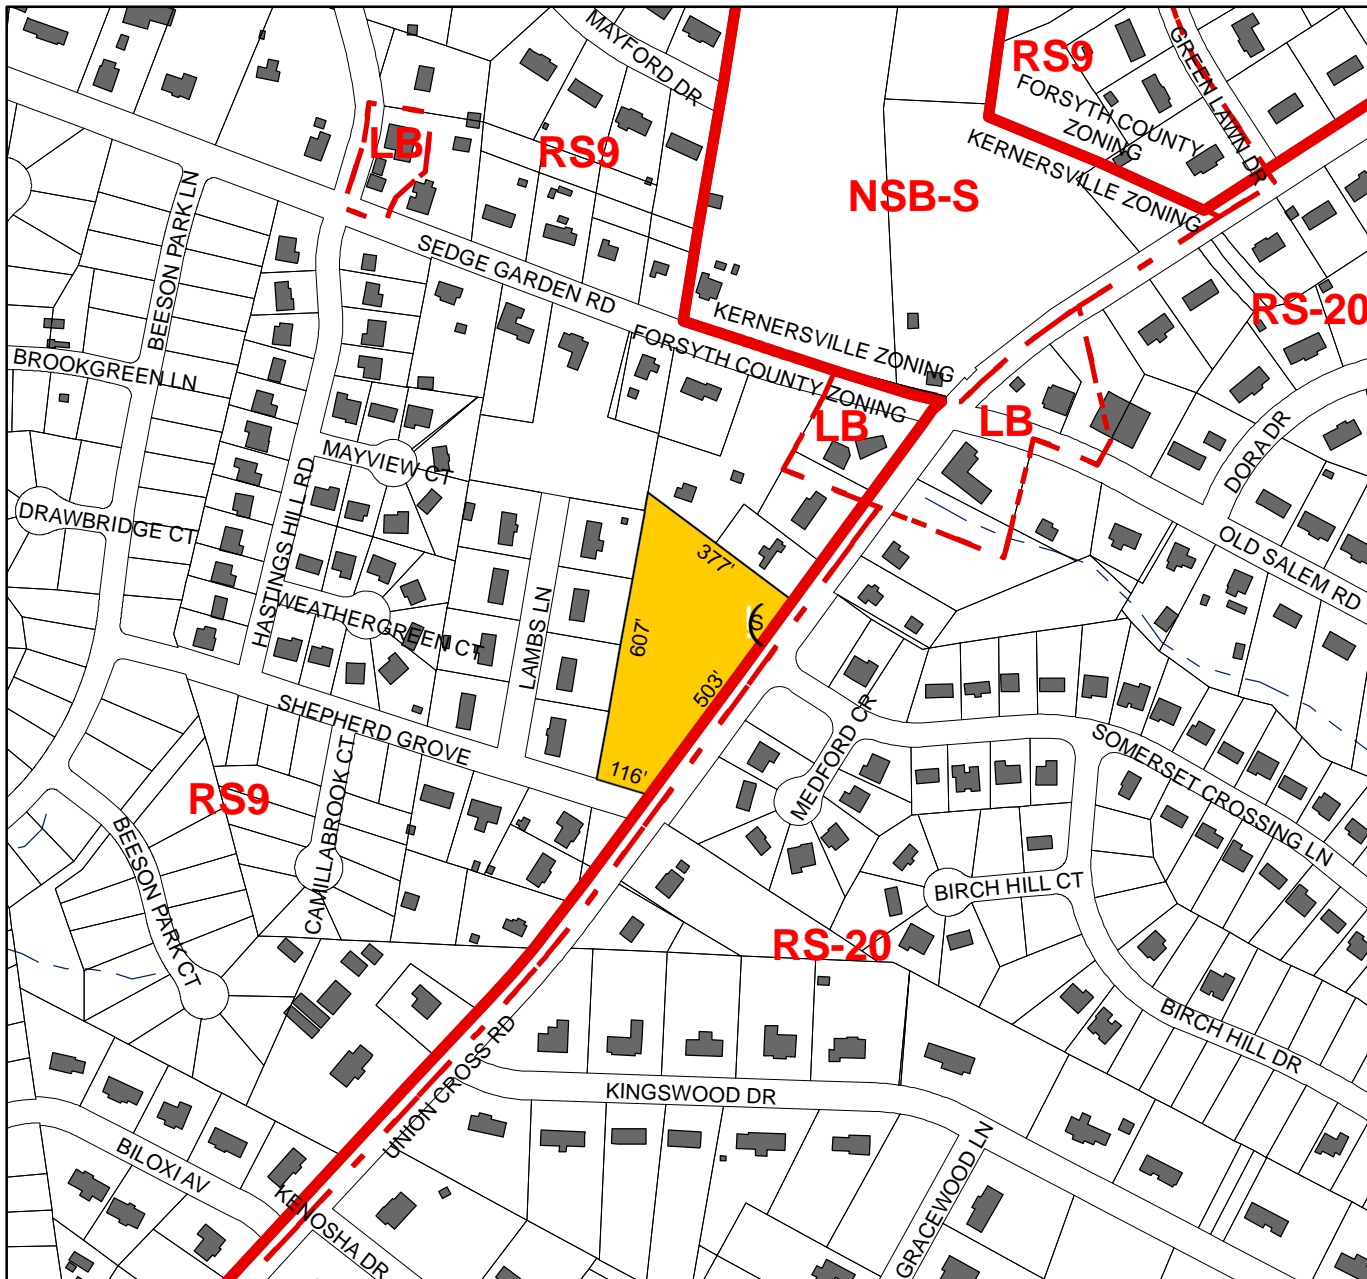 MAYFORD DR
GREEN LAWN DR
RS9
FORSYTH COUNTY
ZONING
KERNERSVILLE ZONING
LB
RS9
NSB-S
BEESON PARK LN
SEDGE GARDEN RD
KERNERSVILLE ZONING
FORSYTH COUNTY ZONING
RS-20
BROOKGREEN LN
LB
LB
DORA DR
MAYVIEW CT
HASTINGS HILL RD
DRAWBRIDGE CT
OLD SALEM RD
377'
WEATHERGREEN CT
LAMBS LN
607'
S
503'
SHEPHERD GROVE
116'
MEDFORD CR
SOMERSET CROSSING LN
RS9
CAMILLABROOK CT
BEESON PARK CT
BIRCH HILL CT
RS-20
BIRCH HILL DR
UNION CROSS RD
KINGSWOOD DR
BILOXI AV
KENOSHA DR
GRACEWOOD LN